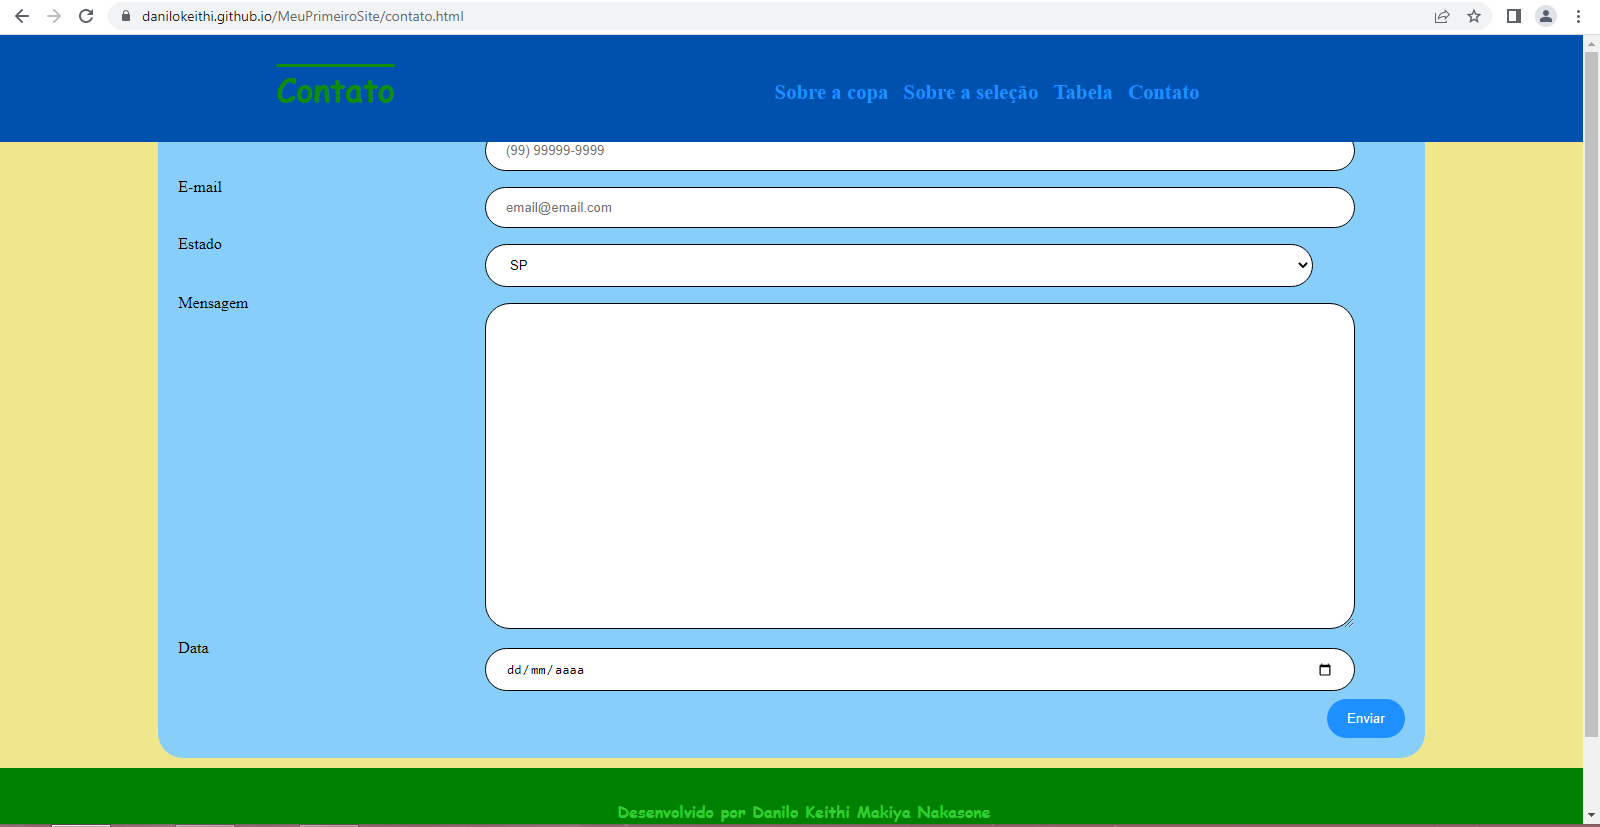 danilokeithi.github.io/MeuPrimeiroSite/contato.html
Contato
Sobre a copa Sobre a seleção Tabela Contato
(99) 99999-9999
E-mail
email@email.com
Estado
SP
Mensagem
Data
dd/mm/aaaa
Enviar
Desenvolvido por Danilo Keithi Makiya Nakasone